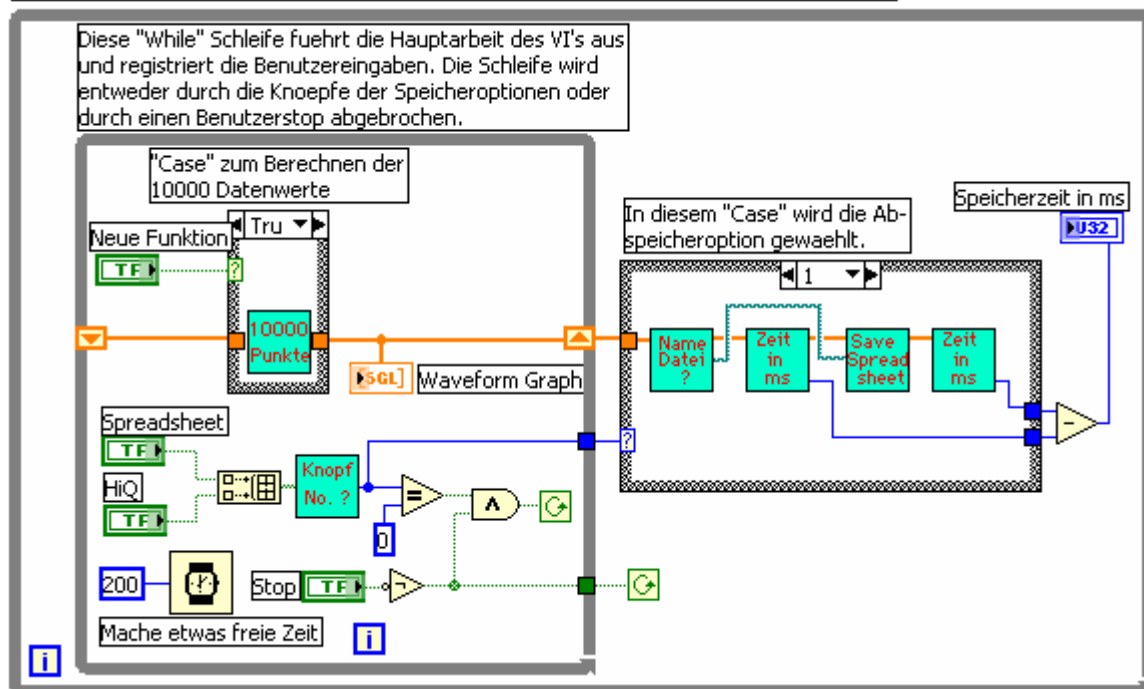 Diese "While" Schleife fuehrt die Hauptarbeit des VI's aus
und registriert die Benutzereingaben. Die Schleife wird
entweder durch die Knoepfe der Speicheroptionen oder
durch einen Benutzerstop abgebrochen.
"Case" zum Berechnen der
10000 Datenwerte
Neue Funktion
Tru
TF
?
10000
Punkte
SGL]
Waveform Graph
In diesem "Case" wird die Ab-
speicheroption gewaehlt.
Speicherzeit in ms
U32
1
Name
Datei
?
Zeit
in
ms
Save
Spread
sheet
Zeit
in
ms
?
-
Spreadsheet
TF
HiQ
TF
Knopf
No. ?
=
0
∧
200
Stop
TF
¬
Mache etwas freie Zeit
i
i